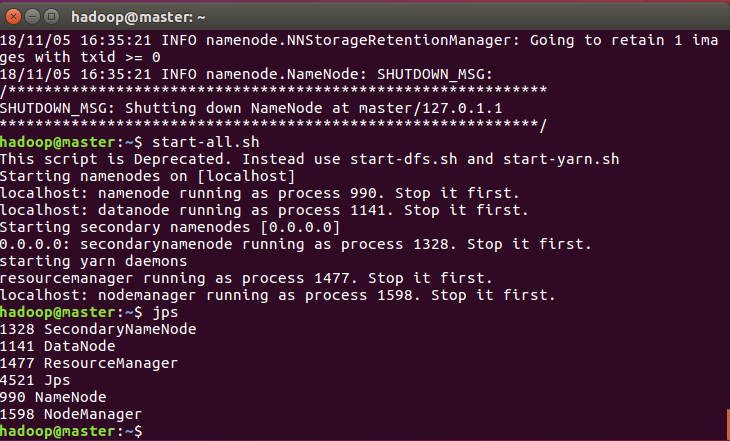 hadoop@master: ~
18/11/05 16:35:21 INFO namenode.NNStorageRetentionManager: Going to retain 1 ima
ges with txid >= 0
18/11/05 16:35:21 INFO namenode.NameNode: SHUTDOWN_MSG:
/************************************************************
SHUTDOWN_MSG: Shutting down NameNode at master/127.0.1.1
************************************************************/
hadoop@master:~$ start-all.sh
This script is Deprecated. Instead use start-dfs.sh and start-yarn.sh
Starting namenodes on [localhost]
localhost: namenode running as process 990. Stop it first.
localhost: datanode running as process 1141. Stop it first.
Starting secondary namenodes [0.0.0.0]
0.0.0.0: secondarynamenode running as process 1328. Stop it first.
starting yarn daemons
resourcemanager running as process 1477. Stop it first.
localhost: nodemanager running as process 1598. Stop it first.
hadoop@master:~$ jps
1328 SecondaryNameNode
1141 DataNode
1477 ResourceManager
4521 Jps
990 NameNode
1598 NodeManager
hadoop@master:~$